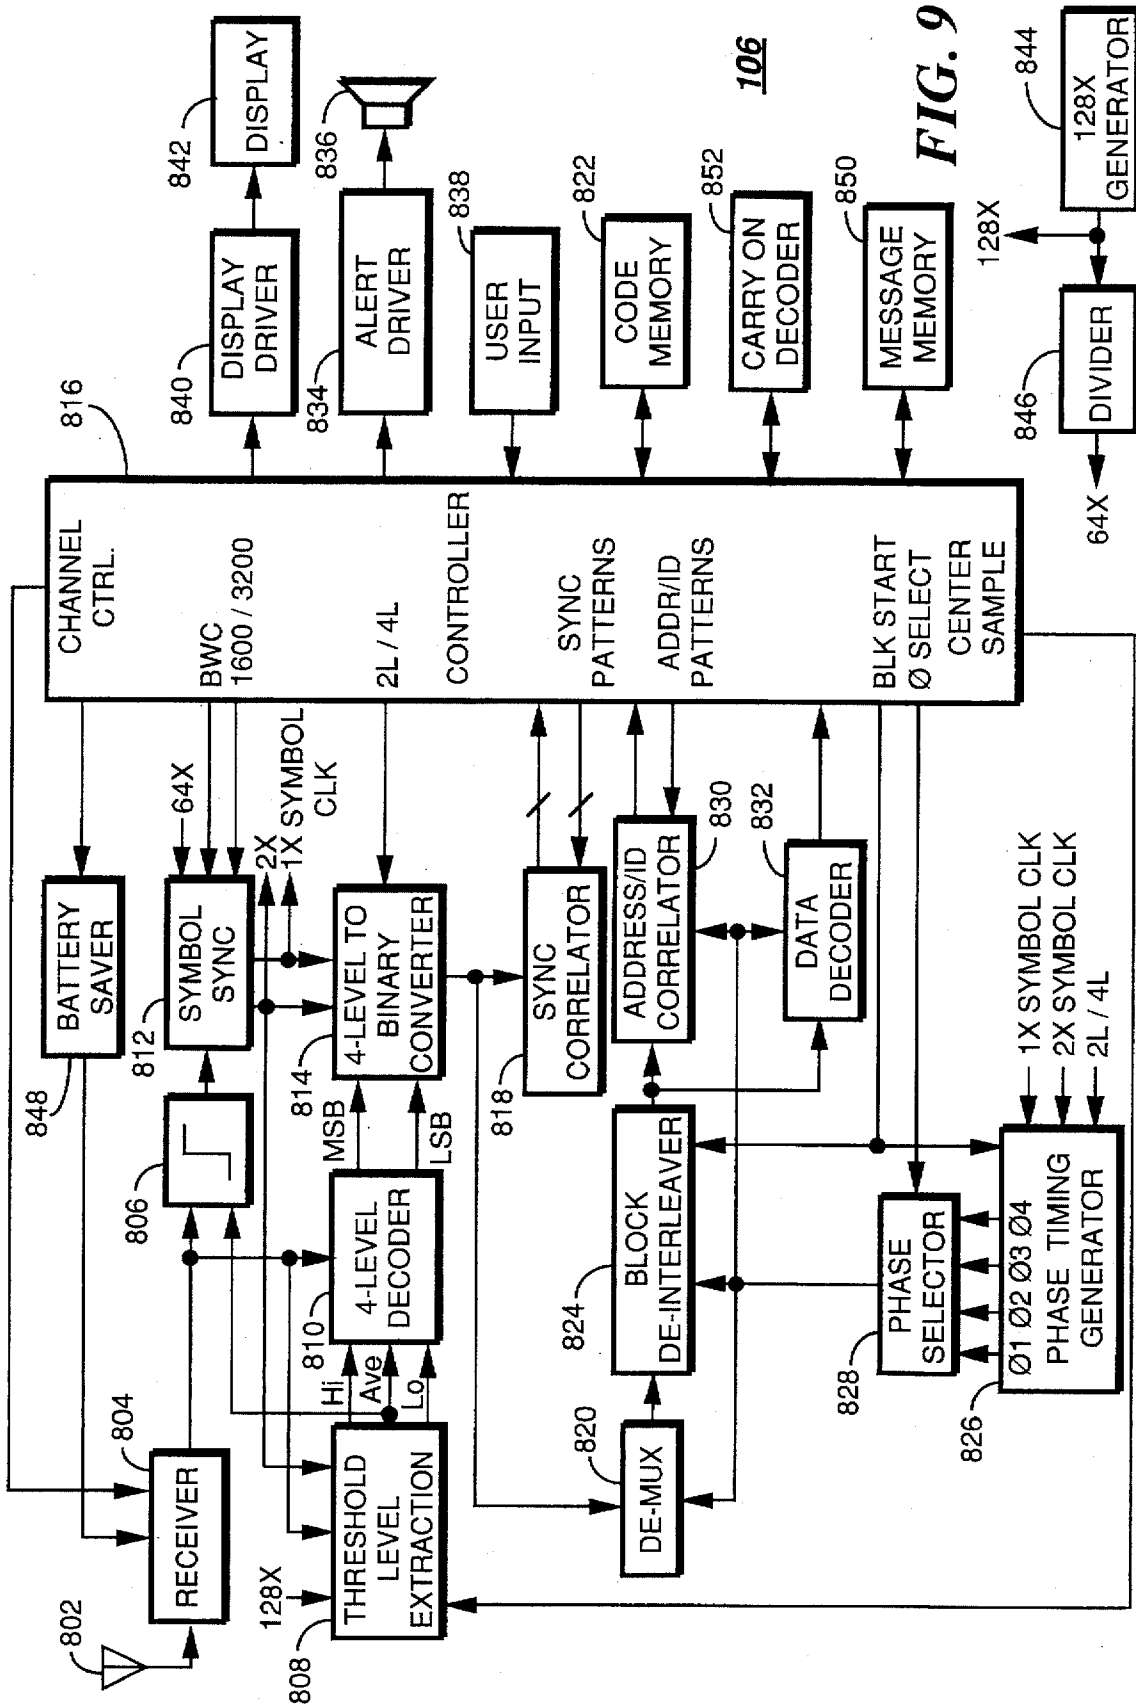 802
804
RECEIVER
848
BATTERY
SAVER
CHANNEL
CTRL.
816
840
DISPLAY
DRIVER
842
DISPLAY
806
812
SYMBOL
SYNC
64X
BWC
1600 / 3200
2X
1X SYMBOL
CLK
834
ALERT
DRIVER
836
128X
808
THRESHOLD
LEVEL
EXTRACTION
Hi
Ave
Lo
810
4-LEVEL
DECODER
MSB
LSB
814
4-LEVEL TO
BINARY
CONVERTER
2L / 4L
CONTROLLER
USER
INPUT
838
818
SYNC
CORRELATOR
SYNC
PATTERNS
CODE
MEMORY
822
820
DE-MUX
824
BLOCK
DE-INTERLEAVER
ADDRESS/ID
CORRELATOR
830
ADDR/ID
PATTERNS
CARRY ON
DECODER
852
DATA
DECODER
832
MESSAGE
MEMORY
850
828
PHASE
SELECTOR
BLK START
Ø SELECT
CENTER
SAMPLE
826
Ø1 Ø2 Ø3 Ø4
PHASE TIMING
GENERATOR
1X SYMBOL CLK
2X SYMBOL CLK
2L / 4L
64X
846
DIVIDER
128X
128X
GENERATOR
844
106
FIG. 9